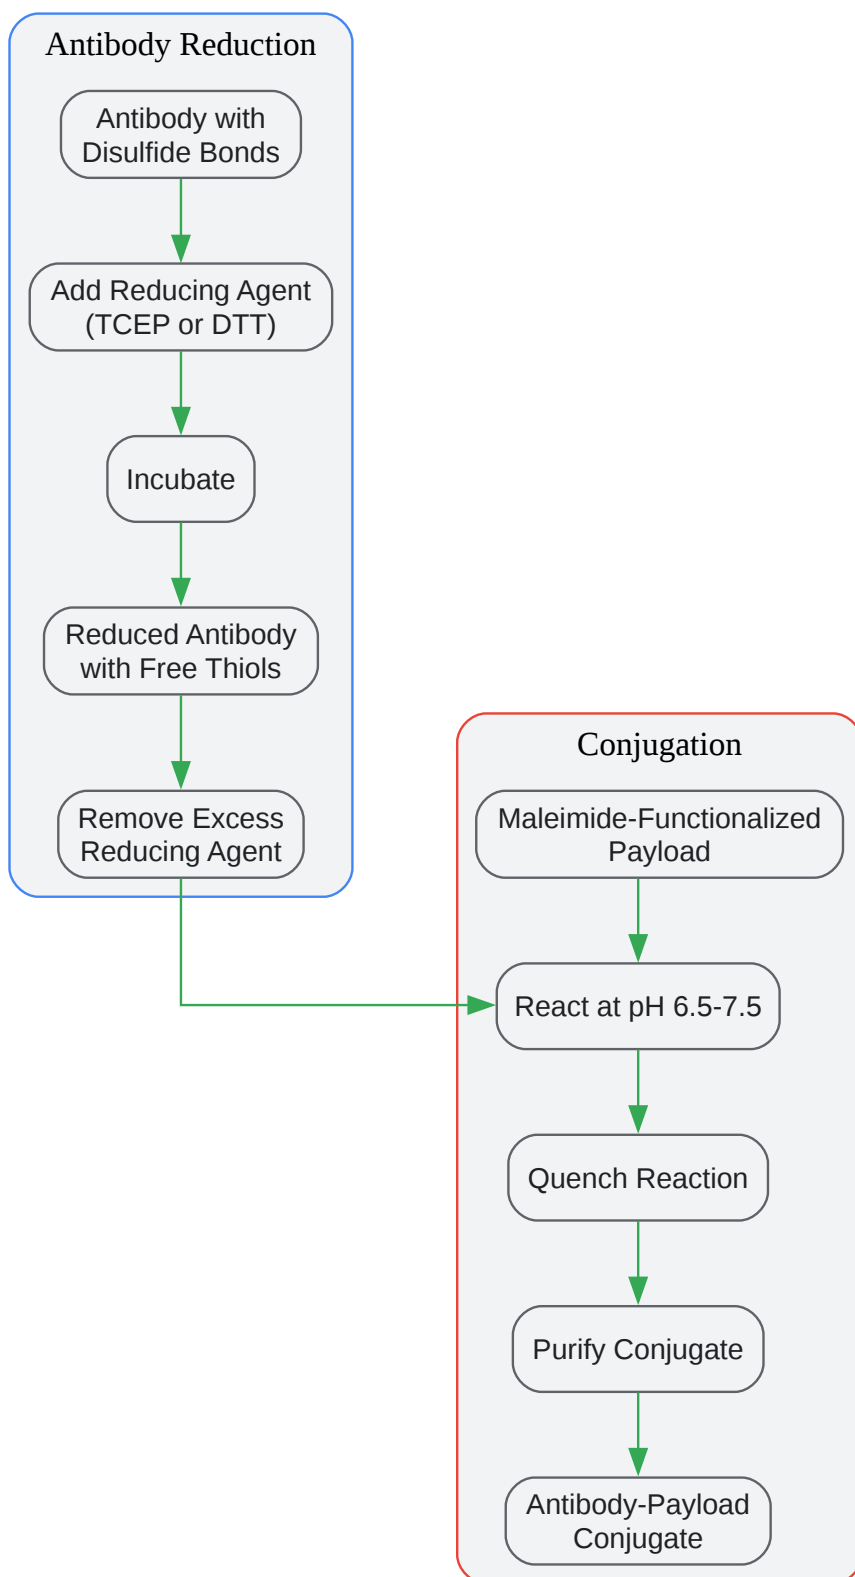 Antibody Reduction
Antibody with
Disulfide Bonds
Add Reducing Agent
(TCEP or DTT)
Incubate
Reduced Antibody
with Free Thiols
Remove Excess
Reducing Agent
Conjugation
Maleimide-Functionalized
Payload
React at pH 6.5-7.5
Quench Reaction
Purify Conjugate
Antibody-Payload
Conjugate